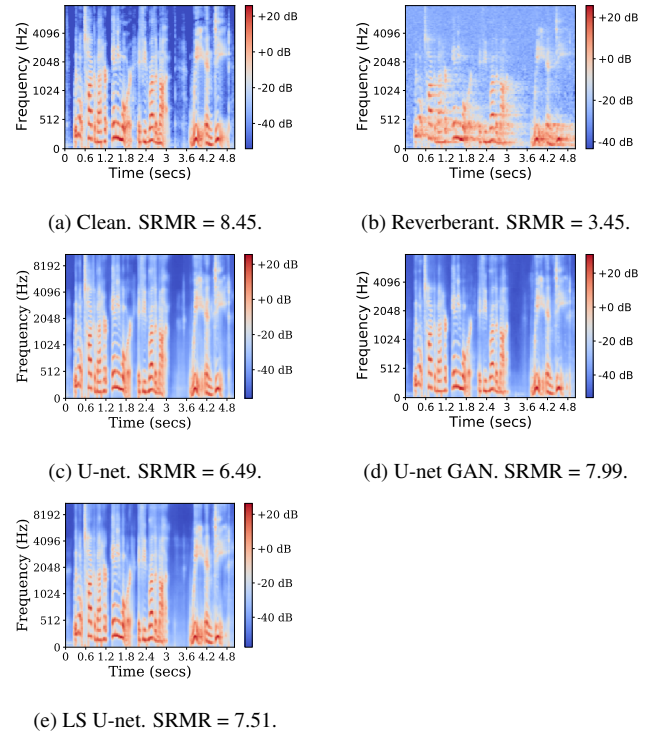 +20 dB
4096
+0 dB
2048
-20 dB
512
-40 dB
0
0 0.6 1.2 1.8 2.4 3 3.6 4.2 4.8
Frequency (Hz)
Time (secs)
(a) Clean. SRMR = 8.45.
+20 dB
4096
+0 dB
2048
-20 dB
512
-40 dB
0
0 0.6 1.2 1.8 2.4 3 3.6 4.2 4.8
Frequency (Hz)
Time (secs)
(b) Reverberant. SRMR = 3.45.
+20 dB
8192
4096
+0 dB
2048
-20 dB
1024
512
-40 dB
0
0 0.6 1.2 1.8 2.4 3 3.6 4.2 4.8
Frequency (Hz)
Time (secs)
(c) U-net. SRMR = 6.49.
+20 dB
4096
+0 dB
2048
-20 dB
512
-40 dB
0
0 0.6 1.2 1.8 2.4 3 3.6 4.2 4.8
Frequency (Hz)
Time (secs)
(d) U-net GAN. SRMR = 7.99.
+20 dB
8192
4096
+0 dB
2048
-20 dB
1024
512
-40 dB
0
0 0.6 1.2 1.8 2.4 3 3.6 4.2 4.8
Frequency (Hz)
Time (secs)
(e) LS U-net. SRMR = 7.51.